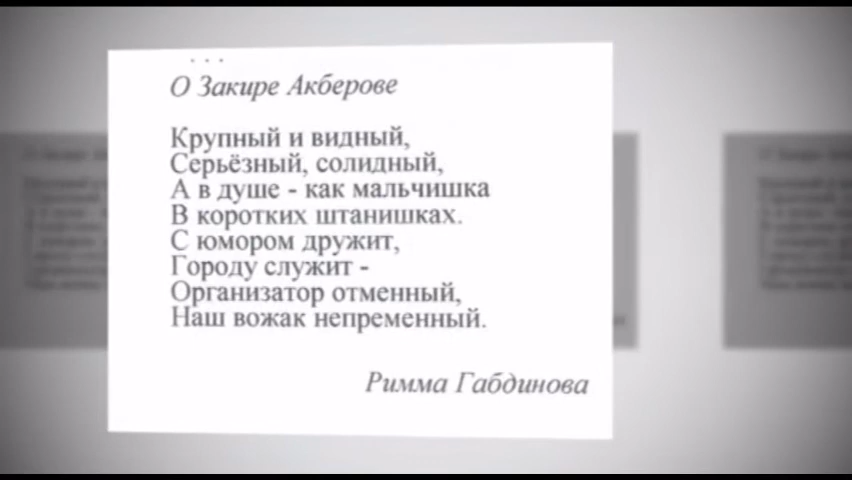 ...
О Закире Акберове
Крупный и видный,
Серьёзный, солидный,
А в душе - как мальчишка
В коротких штанишках.
С юмором дружит,
Городу служит -
Организатор отменный,
Наш вожак непременный.
Римма Габдинова